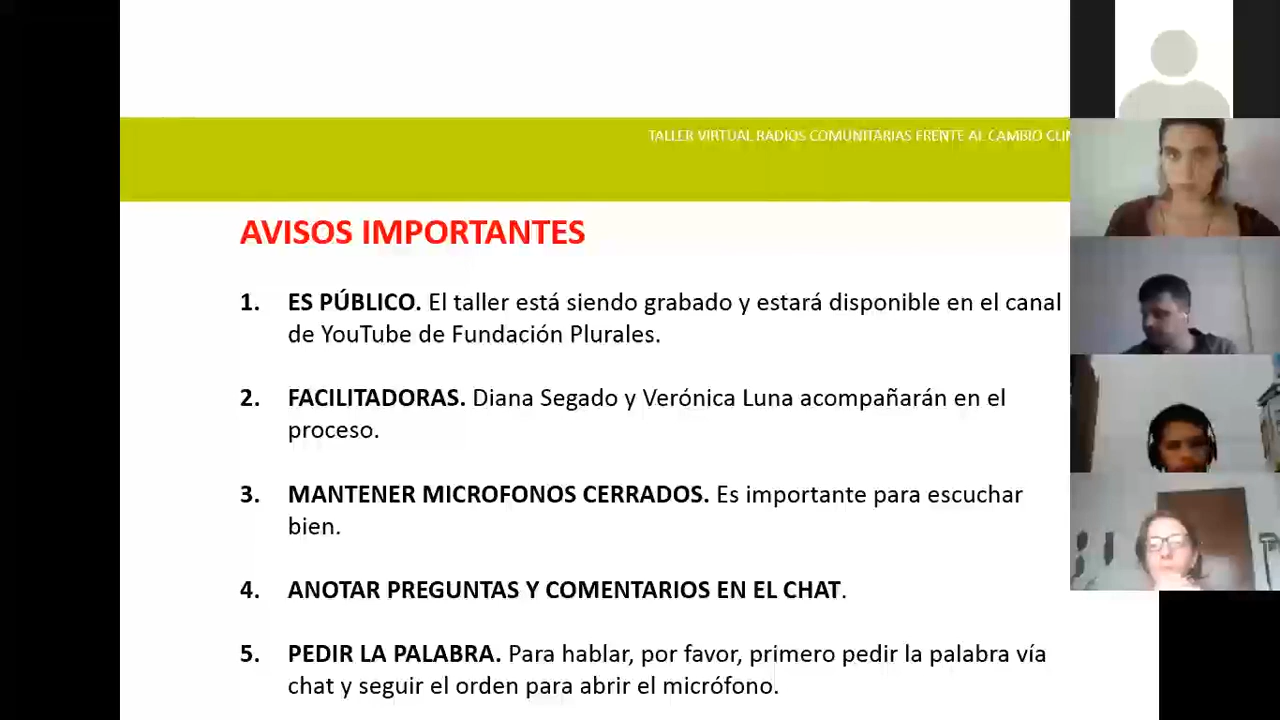 TALLER VIRTUAL RADIOS COMUNITARIAS FRENTE AL CAMBIO
AVISOS IMPORTANTES
1. ES PÚBLICO. El taller está siendo grabado y estará disponible en el canal
de YouTube de Fundación Plurales.
2. FACILITADORAS. Diana Segado y Verónica Luna acompañarán en el
proceso.
3. MANTENER MICROFONOS CERRADOS. Es importante para escuchar
bien.
4. ANOTAR PREGUNTAS Y COMENTARIOS EN EL CHAT.
5. PEDIR LA PALABRA. Para hablar, por favor, primero pedir la palabra vía
chat y seguir el orden para abrir el micrófono.